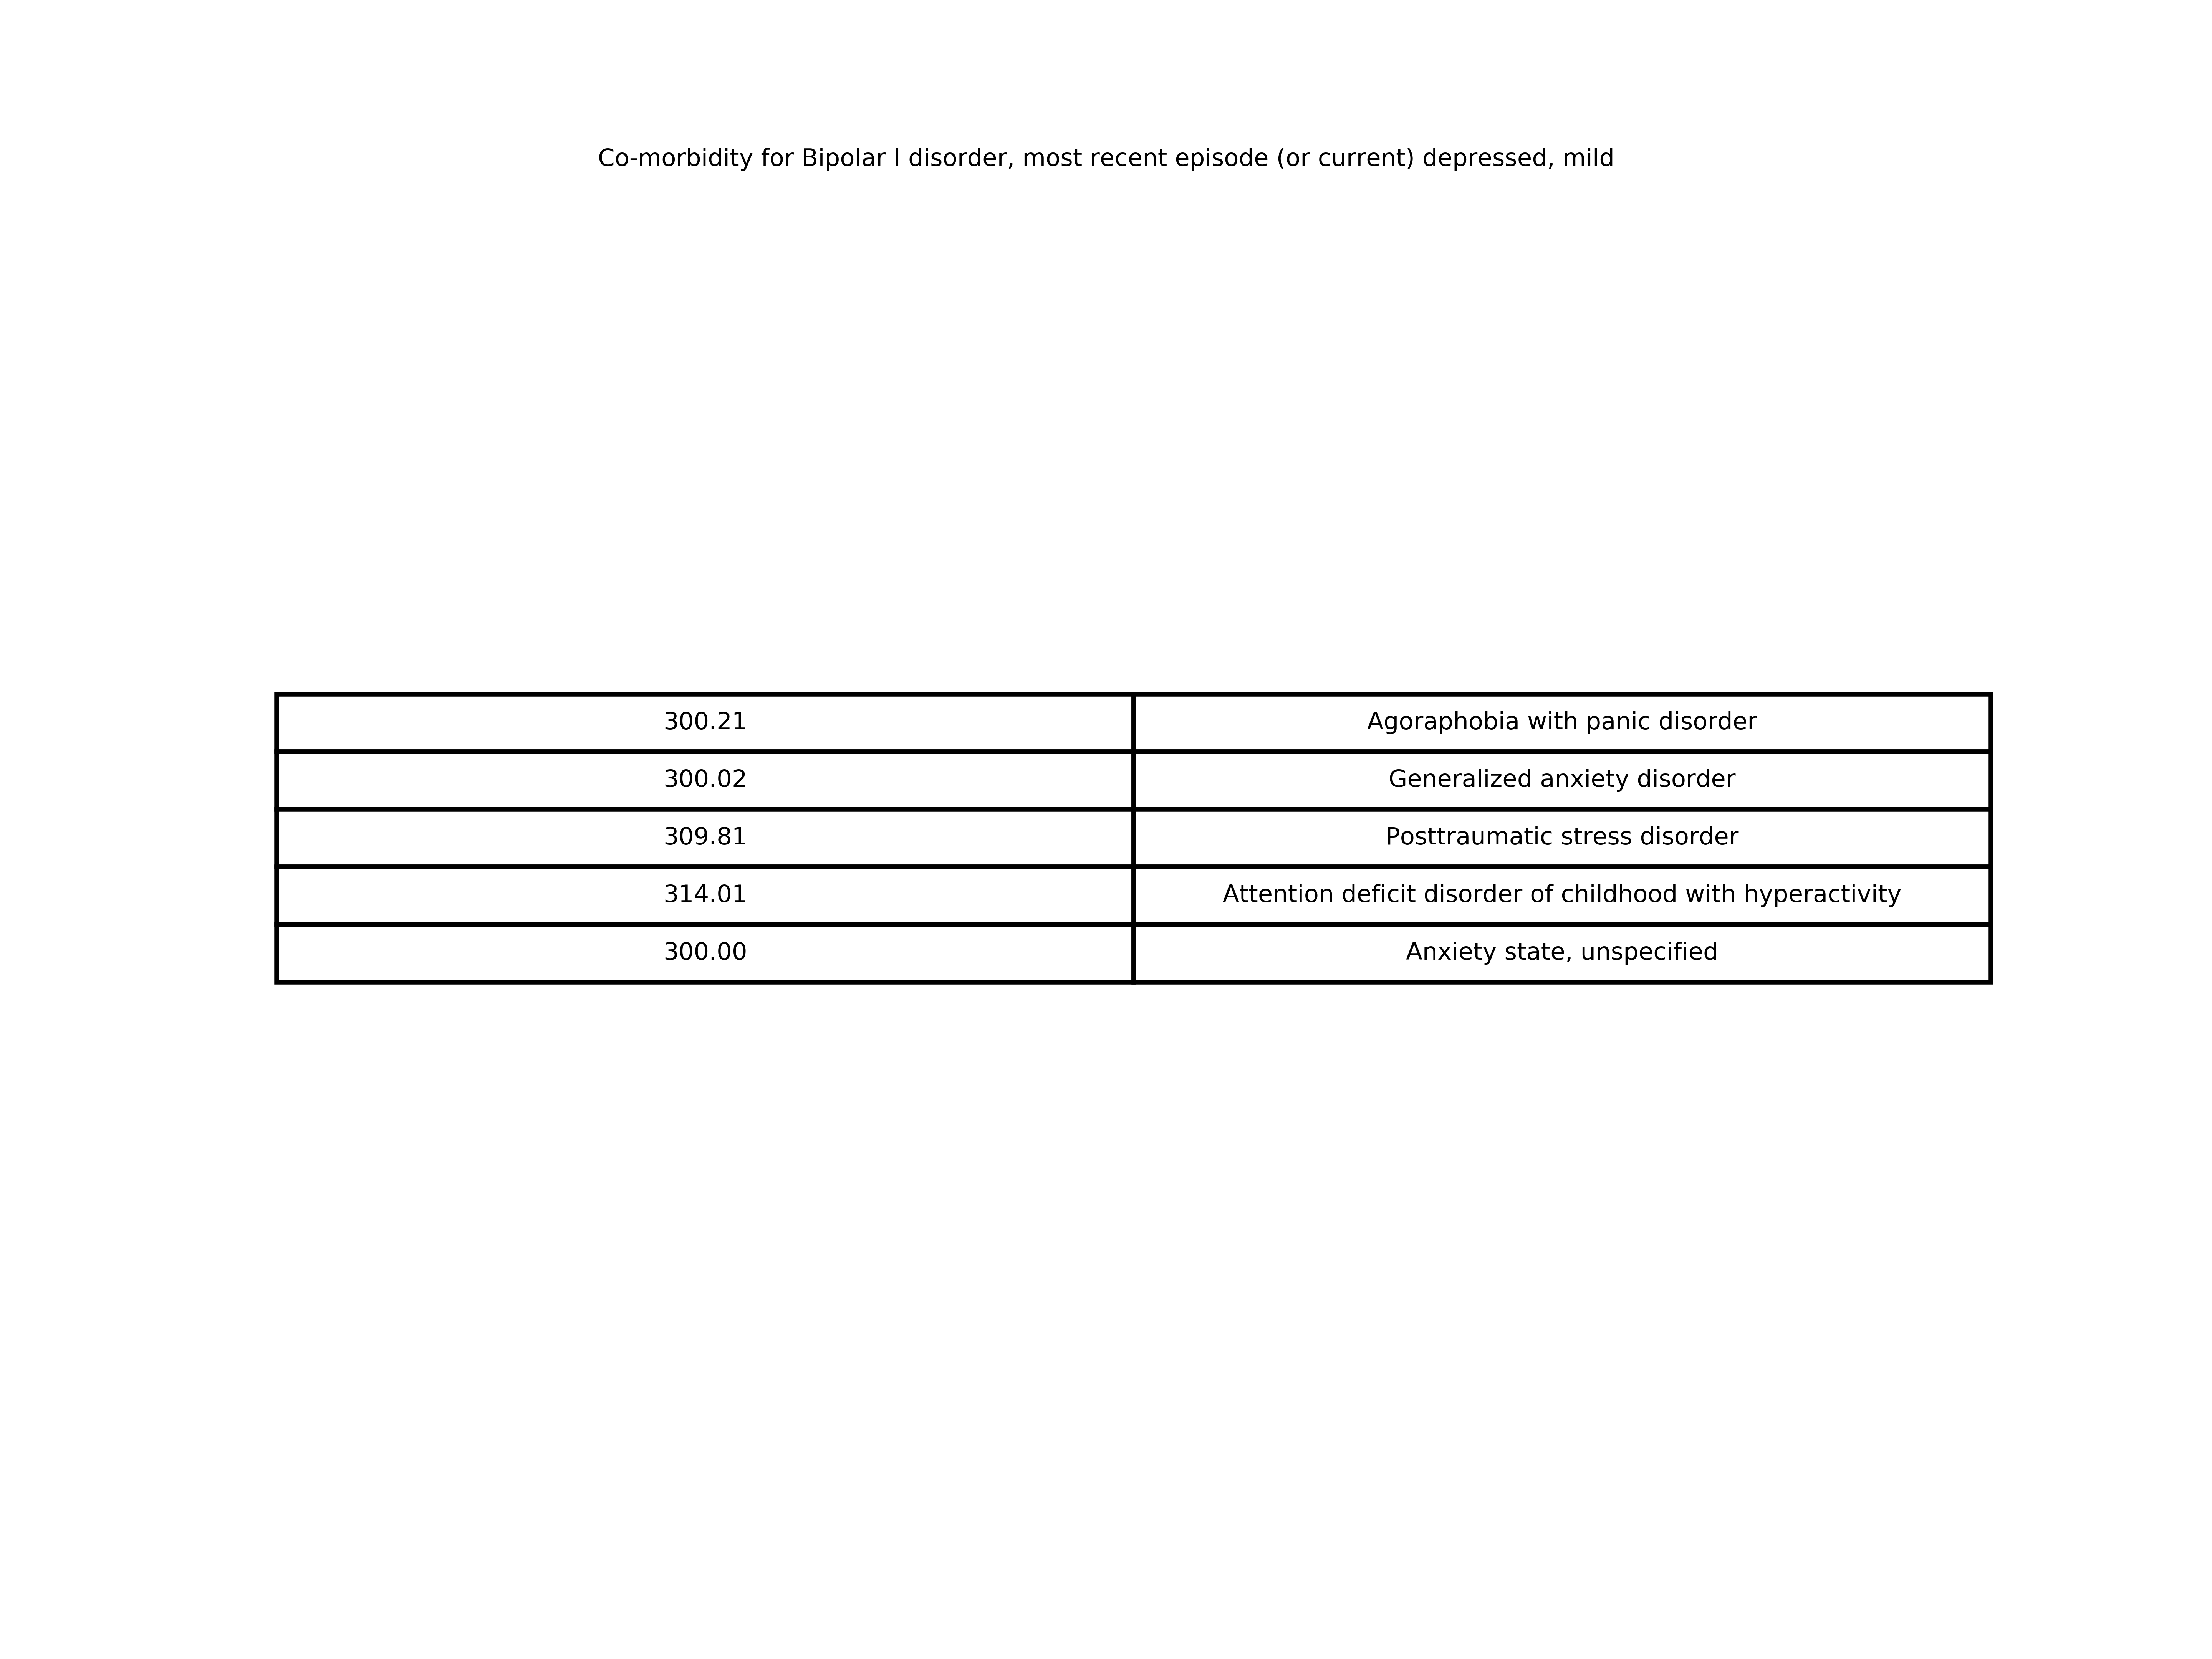 Co-morbidity for Bipolar I disorder, most recent episode (or current) depressed, mild
300.21 Agoraphobia with panic disorder
300.02 Generalized anxiety disorder
309.81 Posttraumatic stress disorder
314.01 Attention deficit disorder of childhood with hyperactivity
300.00 Anxiety state, unspecified